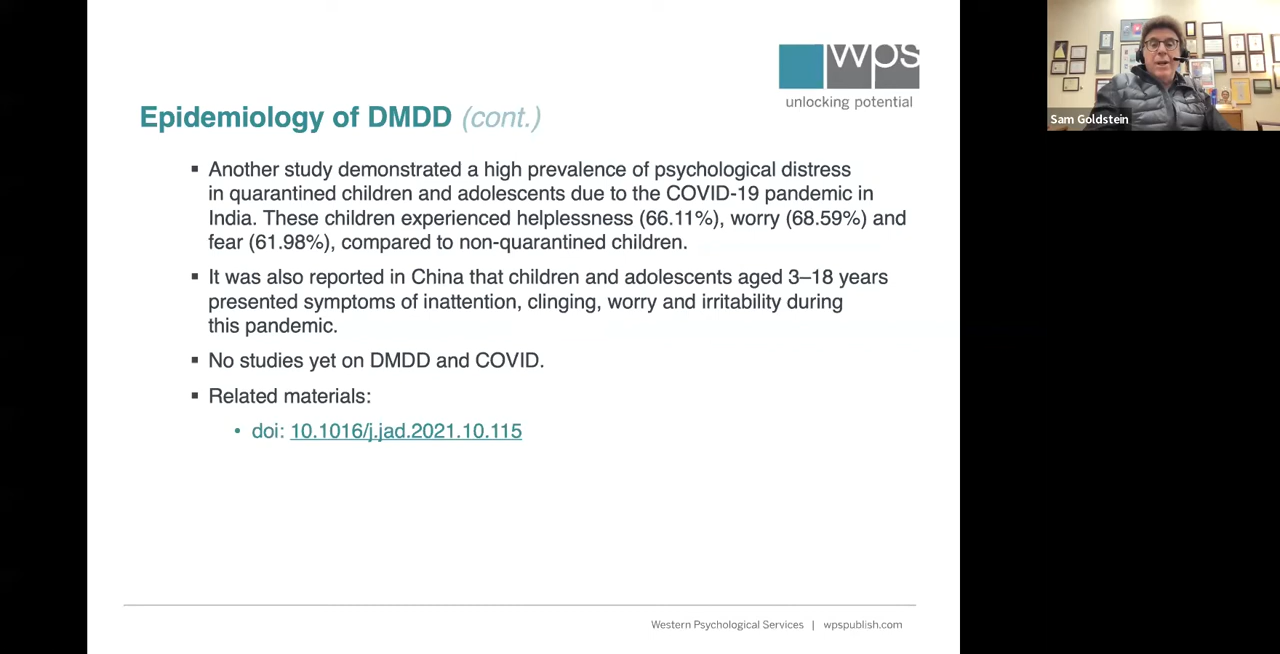 wps
unlocking potential
Sam Goldstein
Epidemiology of DMDD (cont.)
▪ Another study demonstrated a high prevalence of psychological distress
in quarantined children and adolescents due to the COVID-19 pandemic in
India. These children experienced helplessness (66.11%), worry (68.59%) and
fear (61.98%), compared to non-quarantined children.
▪ It was also reported in China that children and adolescents aged 3–18 years
presented symptoms of inattention, clinging, worry and irritability during
this pandemic.
▪ No studies yet on DMDD and COVID.
▪ Related materials:
• doi: 10.1016/j.jad.2021.10.115
Western Psychological Services | wpspublish.com